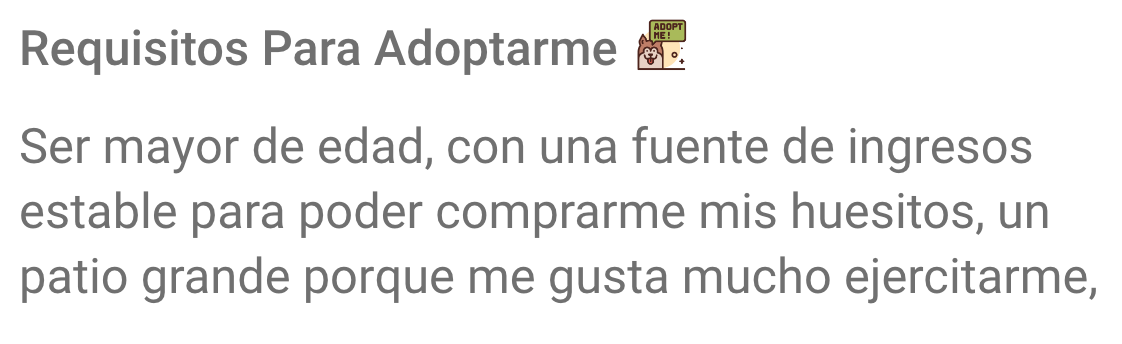 Requisitos Para Adoptarme
ADOPT
ME!
Ser mayor de edad, con una fuente de ingresos
estable para poder comprarme mis huesitos, un
patio grande porque me gusta mucho ejercitarme,